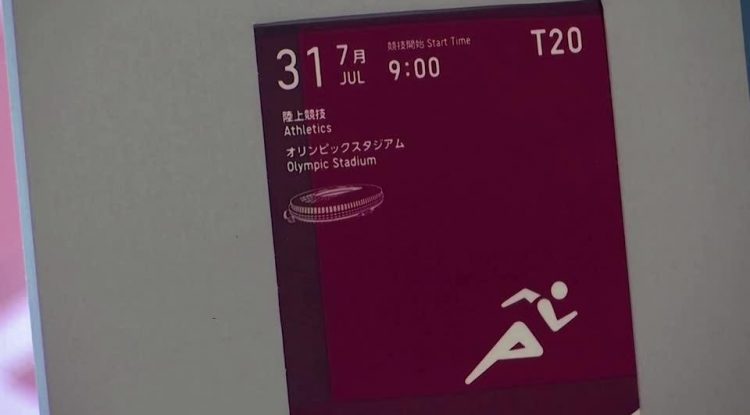 31 7月 JUL
競技開始 Start Time
9:00
T20
陸上競技
Athletics
オリンピックスタジアム
Olympic Stadium